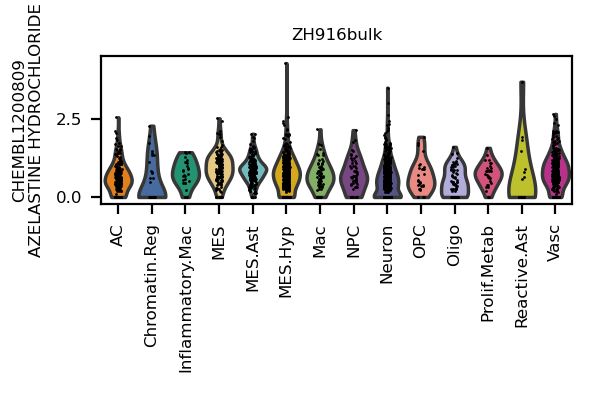 ZH916bulk
CHEMBL1200809
AZELASTINE HYDROCHLORIDE
2.5
0.0
AC
Chromatin.Reg
Inflammatory.Mac
MES
MES.Ast
MES.Hyp
Mac
NPC
Neuron
OPC
Oligo
Prolif.Metab
Reactive.Ast
Vasc